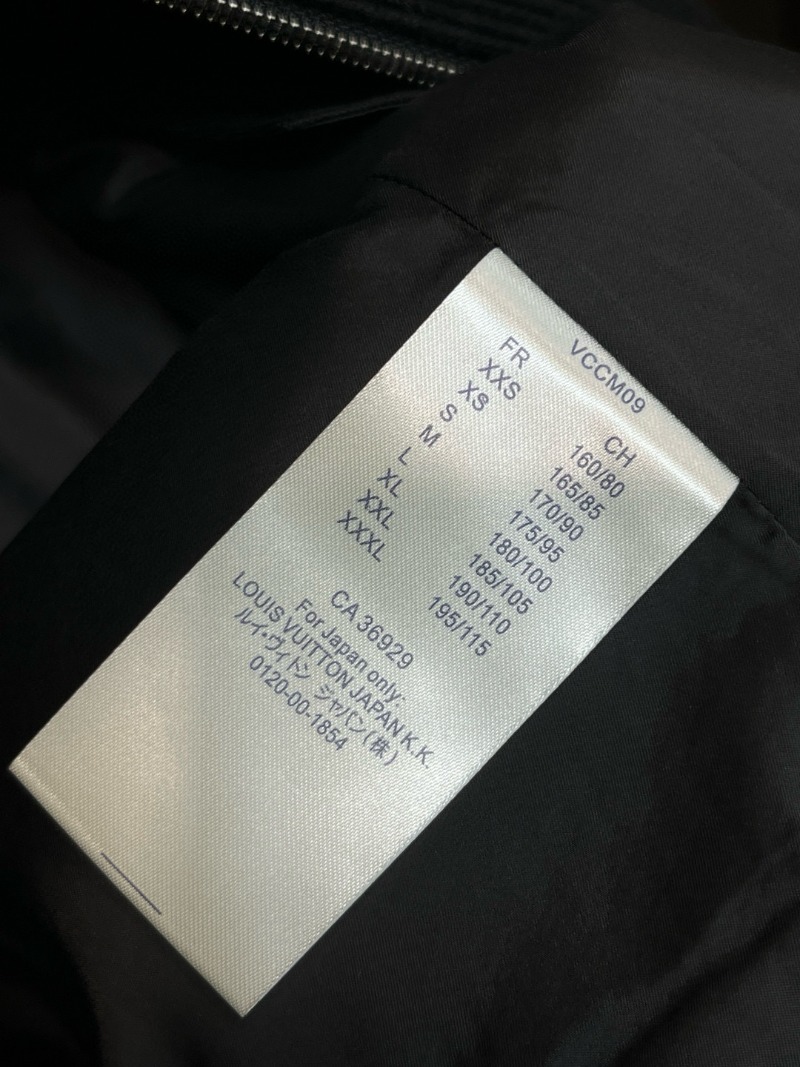 VCCM09
FR CH
XXS 160/80
XS 165/85
S 170/90
M 175/95
L 180/100
XL 185/105
XXL 190/110
XXXL 195/115
CA 36929
For Japan only:
LOUIS VUITTON JAPAN K.K.
ルイ・ヴィトン ジャパン(株)
0120-00-1854